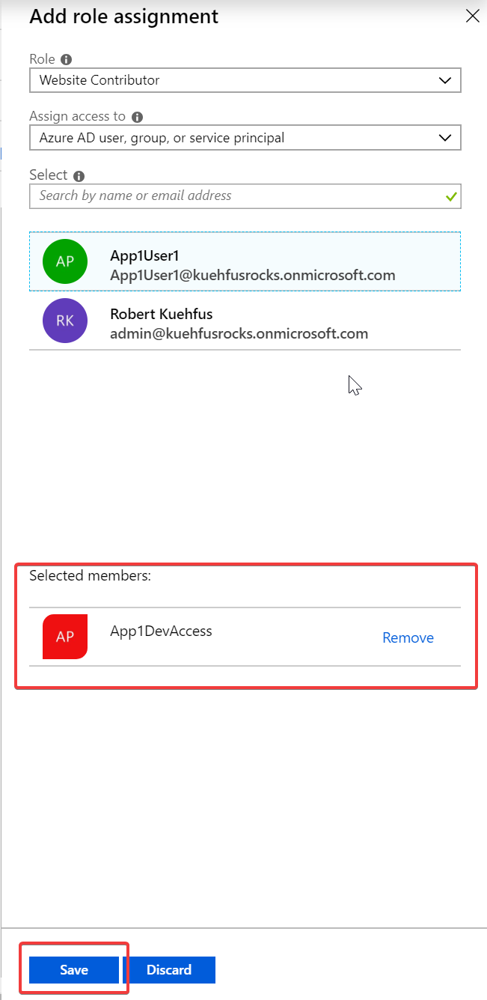 Add role assignment
Role
Website Contributor
Assign access to
Azure AD user, group, or service principal
Select
Search by name or email address
AP
App1User1
App1User1@kuehfusrocks.onmicrosoft.com
RK
Robert Kuehfus
admin@kuehfusrocks.onmicrosoft.com
Selected members:
AP
App1DevAccess
Remove
Save
Discard